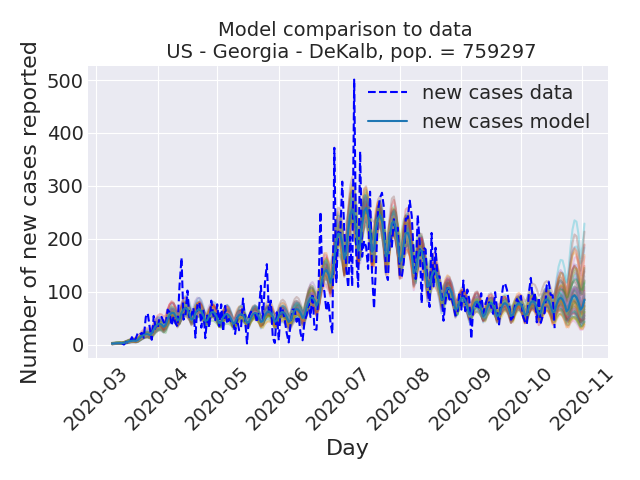 Model comparison to data
US - Georgia - DeKalb, pop. = 759297
Number of new cases reported
500
400
300
200
100
0
new cases data
new cases model
2020-03
2020-04
2020-05
2020-06
2020-07
2020-08
2020-09
2020-10
2020-11
Day